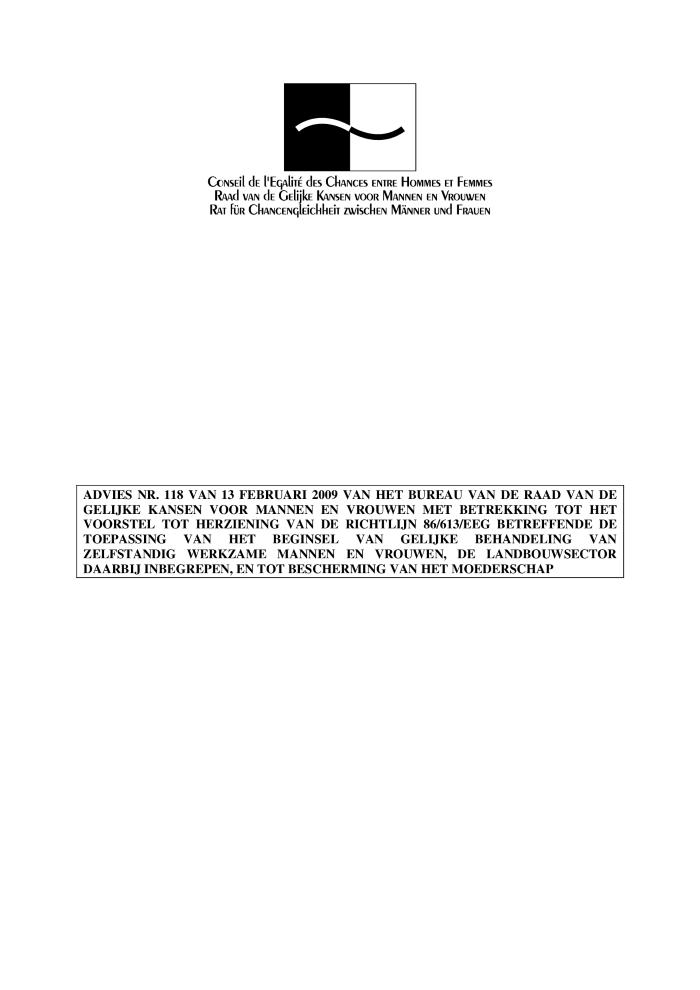 Conseil de l'Egalité des Chances entre Hommes et Femmes
Raad van de Gelijke Kansen voor Mannen en Vrouwen
Rat für Chancengleichheit zwischen Männer und Frauen
ADVIES NR. 118 VAN 13 FEBRUARI 2009 VAN HET BUREAU VAN DE RAAD VAN DE
GELIJKE KANSEN VOOR MANNEN EN VROUWEN MET BETREKKING TOT HET
VOORSTEL TOT HERZIENING VAN DE RICHTLIJN 86/613/EEG BETREFFENDE DE
TOEPASSING VAN HET BEGINSEL VAN GELIJKE BEHANDELING VAN
ZELFSTANDIG WERKZAME MANNEN EN VROUWEN, DE LANDBOUWSECTOR
DAARBIJ INBEGREPEN, EN TOT BESCHERMING VAN HET MOEDERSCHAP